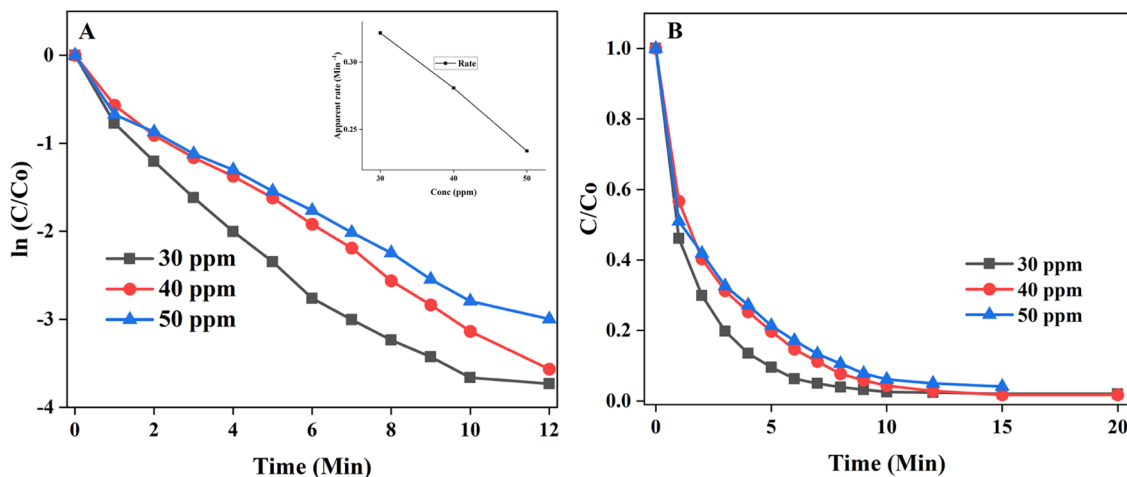 A
ln (C/Co)
0
-1
-2
-3
-4
0
2
4
6
8
10
12
Time (Min)
30 ppm
40 ppm
50 ppm
Apparent rate (Min⁻¹)
0.30
0.25
Rate
30
40
50
Conc (ppm)
B
C/Co
1.0
0.8
0.6
0.4
0.2
0.0
0
5
10
15
20
Time (Min)
30 ppm
40 ppm
50 ppm